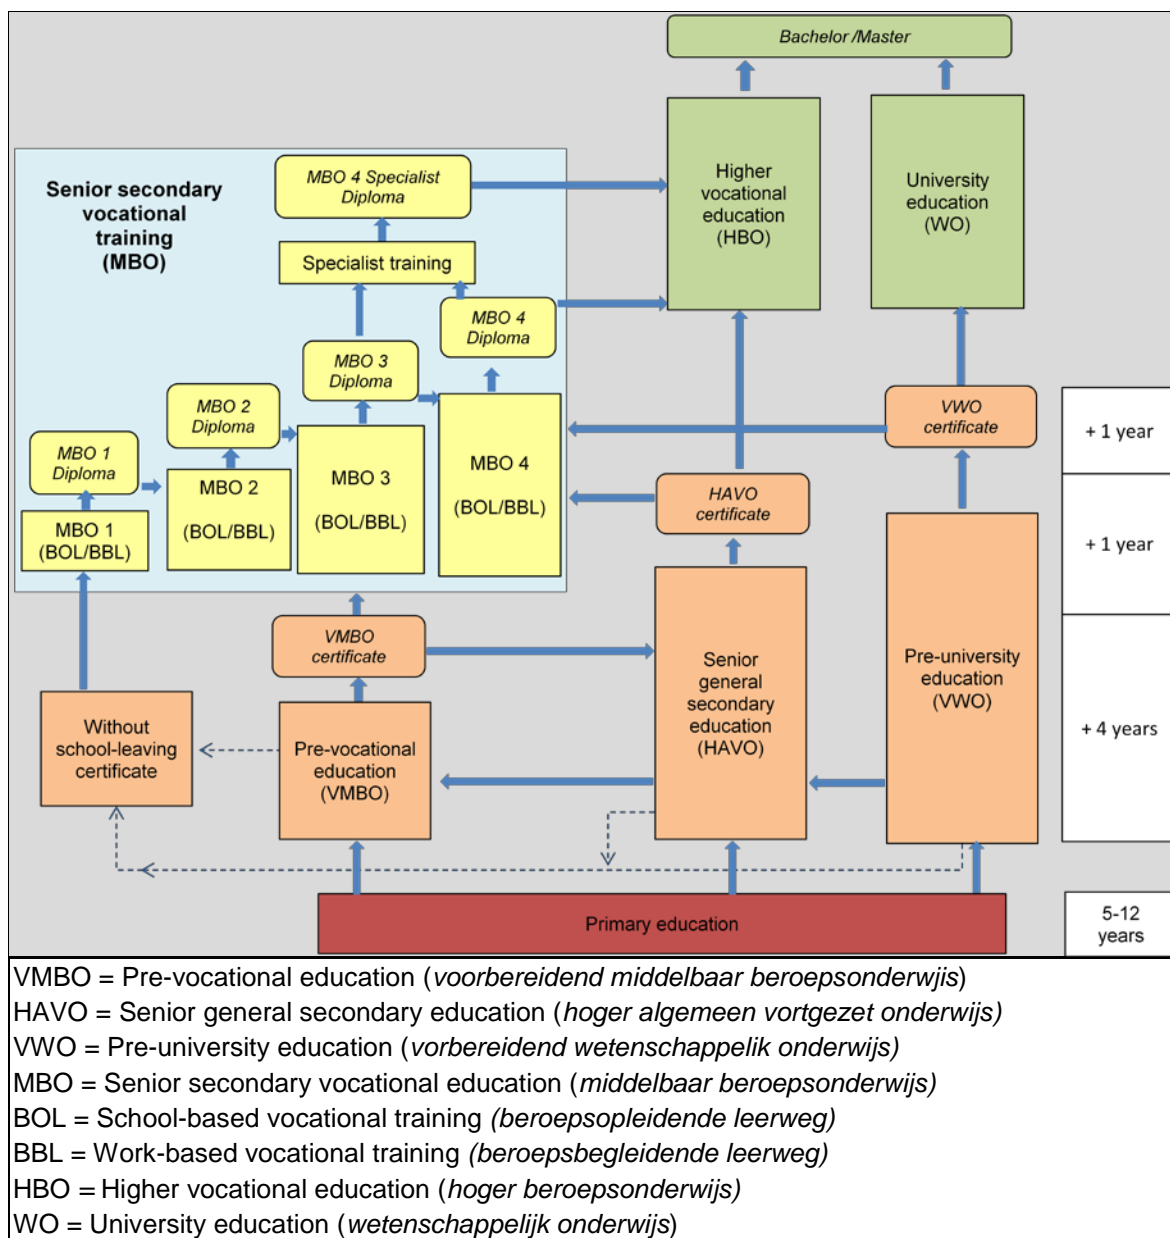 Bachelor /Master
Higher
vocational
education
(HBO)
University
education
(WO)
Senior secondary
vocational
training
(MBO)
MBO 4 Specialist
Diploma
Specialist training
MBO 4
Diploma
MBO 3
Diploma
MBO 2
Diploma
MBO 1
Diploma
MBO 1
(BOL/BBL)
MBO 2
(BOL/BBL)
MBO 3
(BOL/BBL)
MBO 4
(BOL/BBL)
VWO
certificate
HAVO
certificate
+ 1 year
+ 1 year
+ 4 years
VMBO
certificate
Senior
general
secondary
education
(HAVO)
Pre-university
education
(VWO)
Without
school-leaving
certificate
Pre-vocational
education
(VMBO)
Primary education
5-12
years
VMBO = Pre-vocational education (voorbereidend middelbaar beroepsonderwjis)
HAVO = Senior general secondary education (hoger algemeen vortgezet onderwijs)
VWO = Pre-university education (vorbereidend wetenschappelik onderwijs)
MBO = Senior secondary vocational education (middelbaar beroepsonderwijs)
BOL = School-based vocational training (beroepsopleidende leerweg)
BBL = Work-based vocational training (beroepsbegleidende leerweg)
HBO = Higher vocational education (hoger beroepsonderwijs)
WO = University education (wetenschappelijk onderwijs)